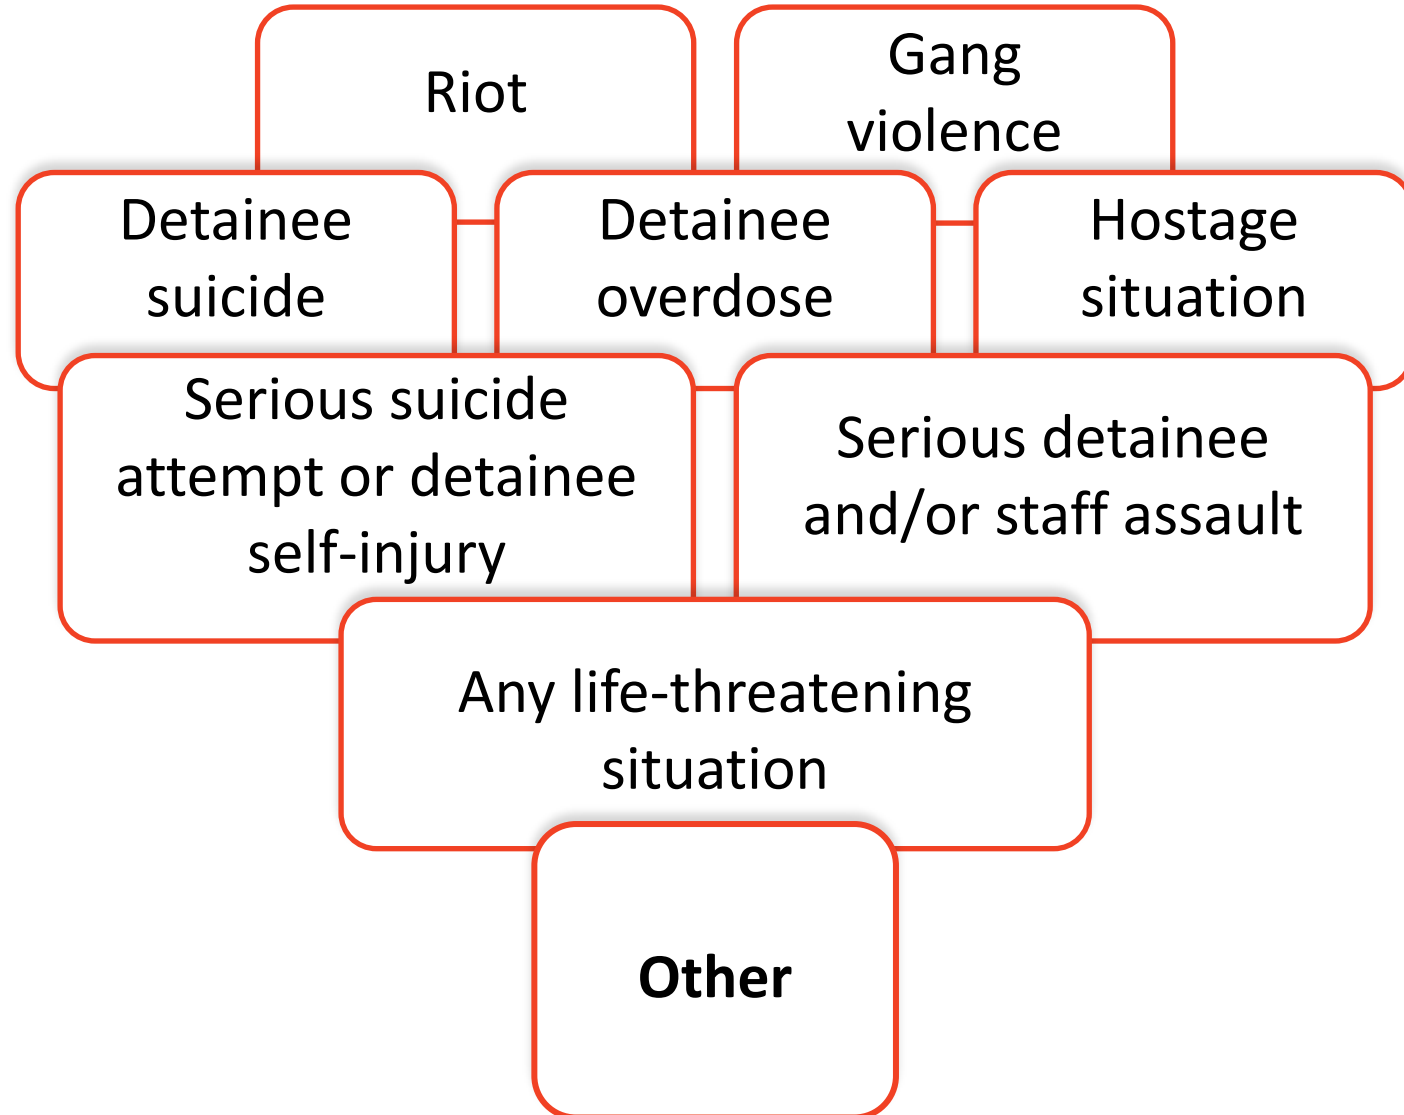 Riot
Gang
violence
Detainee
suicide
Detainee
overdose
Hostage
situation
Serious suicide
attempt or detainee
self-injury
Serious detainee
and/or staff assault
Any life-threatening
situation
Other